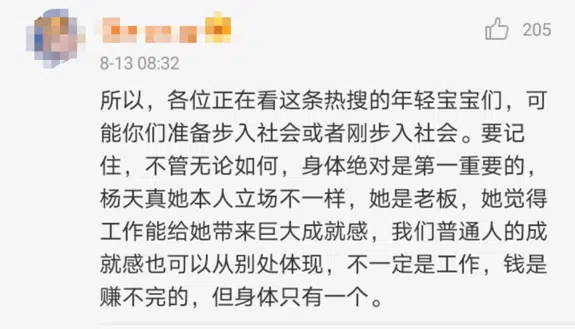 205
8-13 08:32
所以，各位正在看这条热搜的年轻宝宝们，可
能你们准备步入社会或者刚步入社会。要记
住，不管无论如何，身体绝对是第一重要的，
杨天真她本人立场不一样，她是老板，她觉得
工作能给她带来巨大成就感，我们普通人的成
就感也可以从别处体现，不一定是工作，钱是
赚不完的，但身体只有一个。